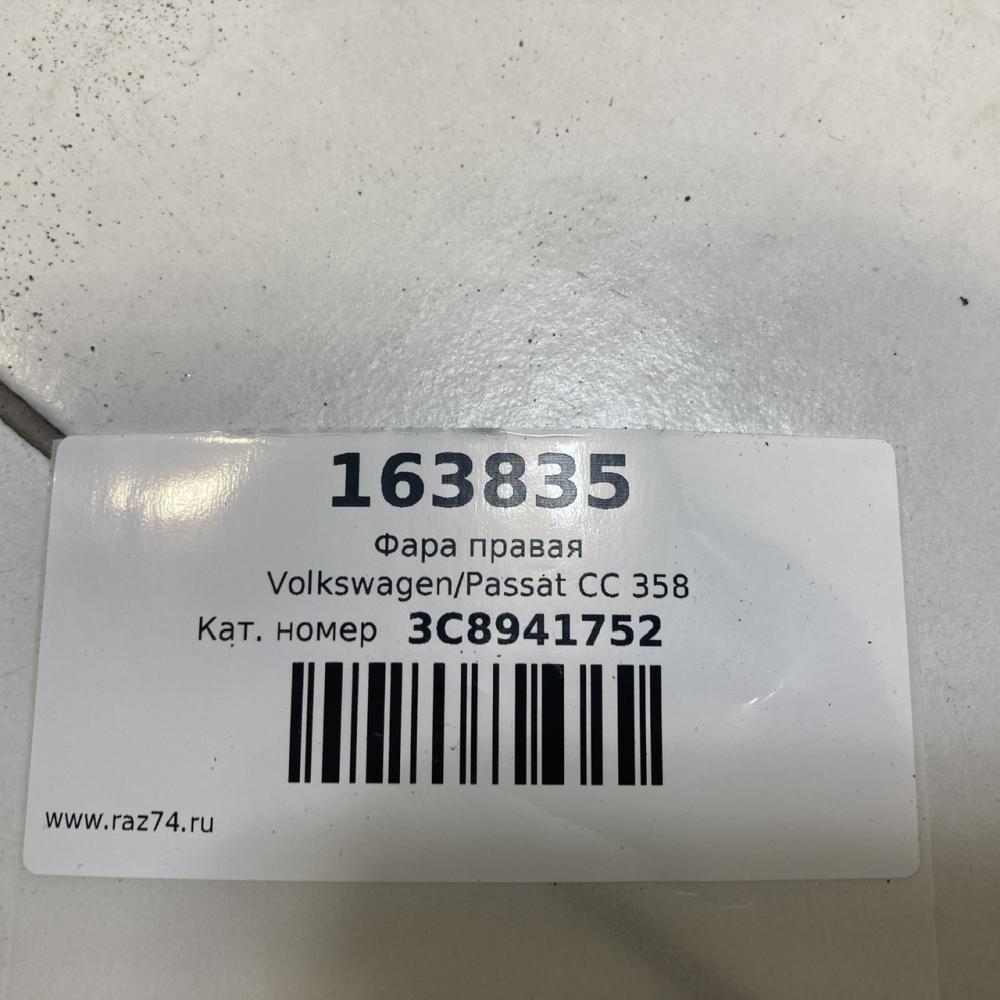 163835
Фара правая
Volkswagen/Passat CC 358
Кат. номер 3C8941752
www.raz74.ru